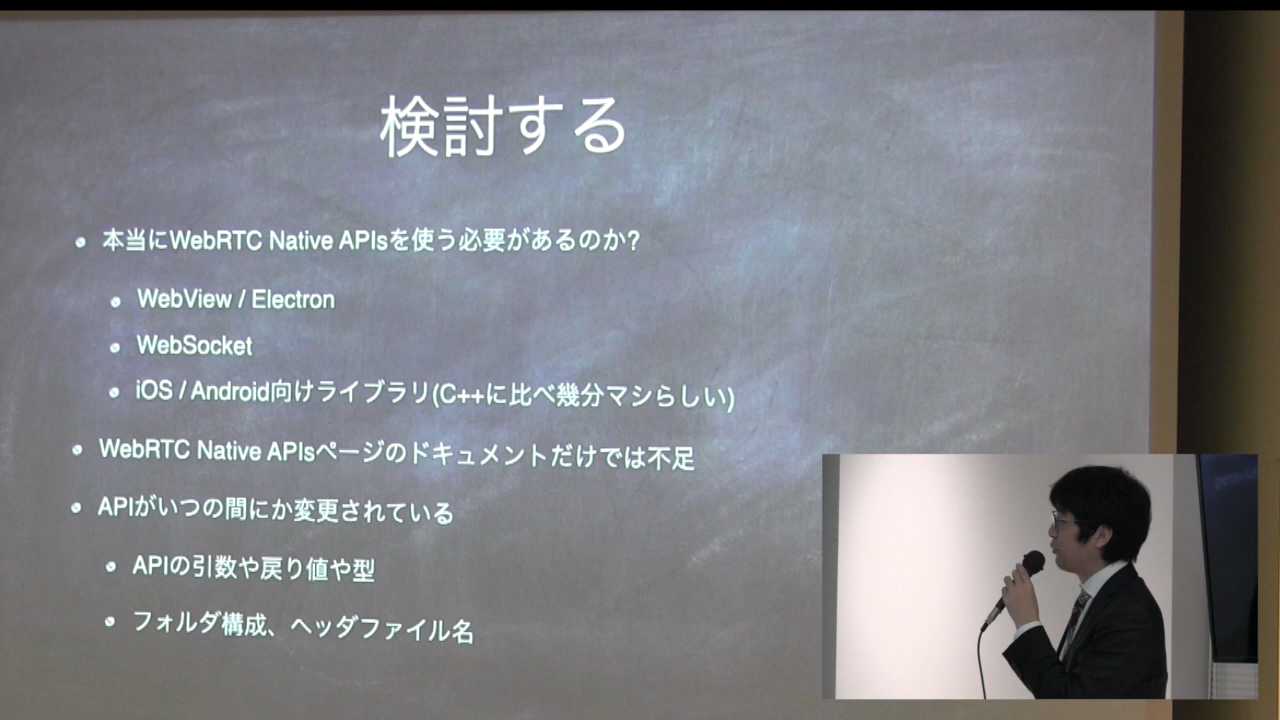 検討する
本当にWebRTC Native APIsを使う必要があるのか?
WebView / Electron
WebSocket
iOS / Android向けライブラリ(C++に比べ幾分マシらしい)
WebRTC Native APIsページのドキュメントだけでは不足
APIがいつの間にか変更されている
APIの引数や戻り値や型
フォルダ構成、ヘッダファイル名